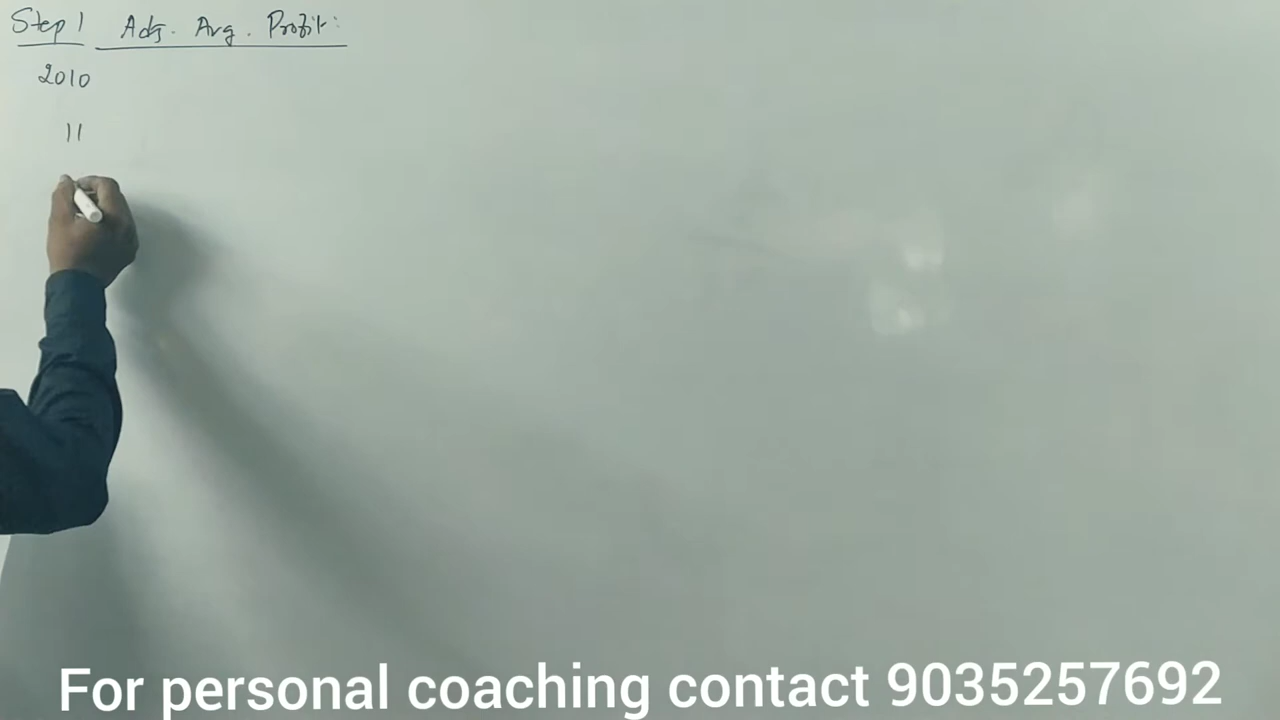 Step 1 Adj. Avg. Profit:
2010
11
For personal coaching contact 9035257692